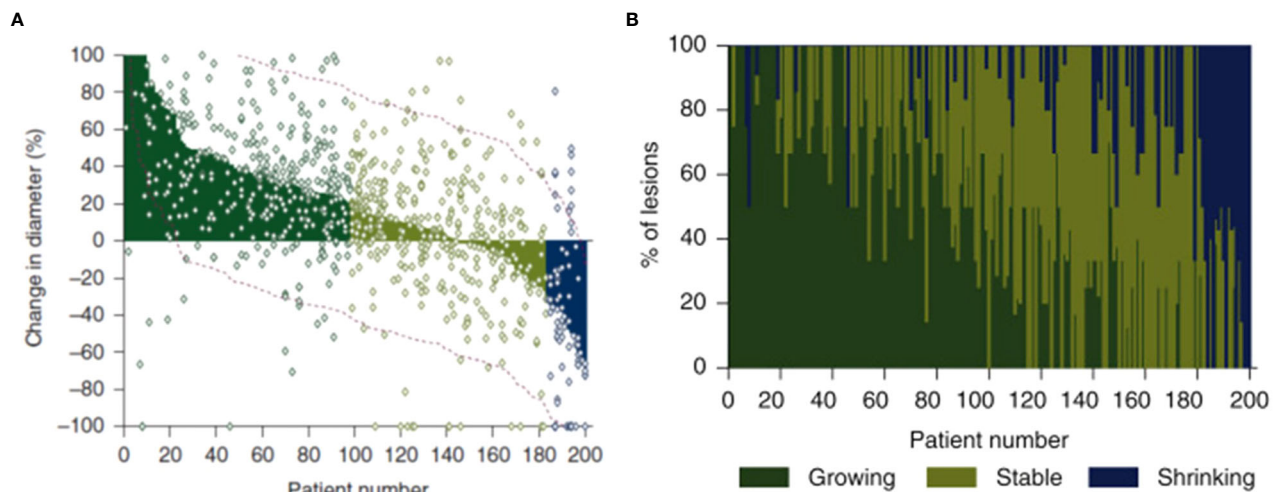 A
Change in diameter (%)
100
80
60
40
20
0
−20
−40
−60
−80
−100
0 20 40 60 80 100 120 140 160 180 200
Patient number
B
% of lesions
100
80
60
40
20
0
0 20 40 60 80 100 120 140 160 180 200
Patient number
Growing Stable Shrinking